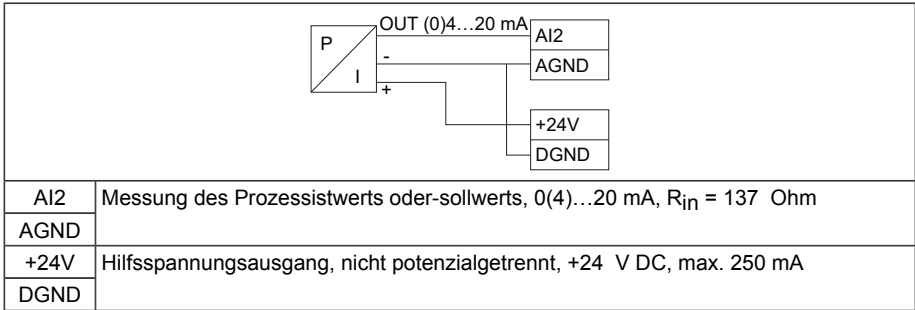 OUT (0)4…20 mA
P
I
-
+
AI2
AGND
+24V
DGND
AI2 Messung des Prozessistwerts oder-sollwerts, 0(4)…20 mA, Rin = 137 Ohm
AGND
+24V Hilfsspannungsausgang, nicht potenzialgetrennt, +24 V DC, max. 250 mA
DGND